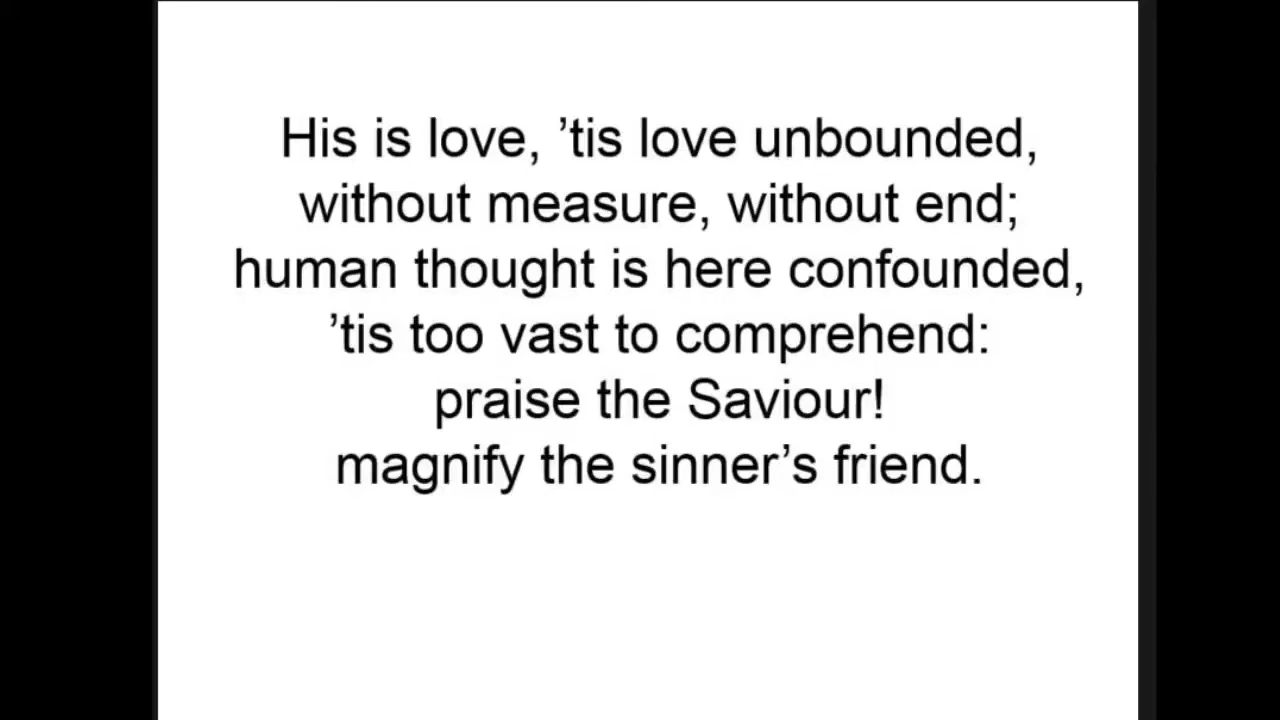 His is love, ’tis love unbounded,
without measure, without end;
human thought is here confounded,
’tis too vast to comprehend:
praise the Saviour!
magnify the sinner’s friend.